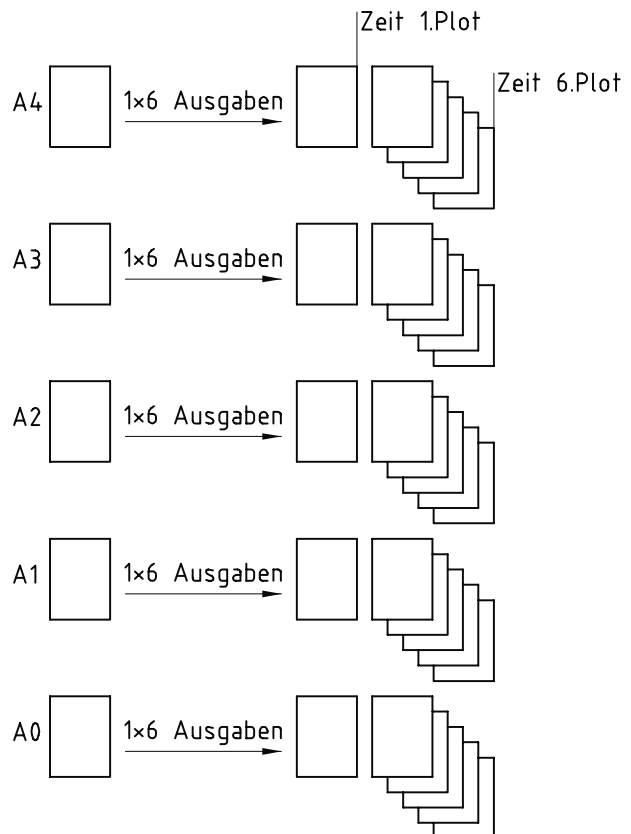 Zeit 1.Plot
Zeit 6.Plot
A4
1×6 Ausgaben
A3
1×6 Ausgaben
A2
1×6 Ausgaben
A1
1×6 Ausgaben
A0
1×6 Ausgaben